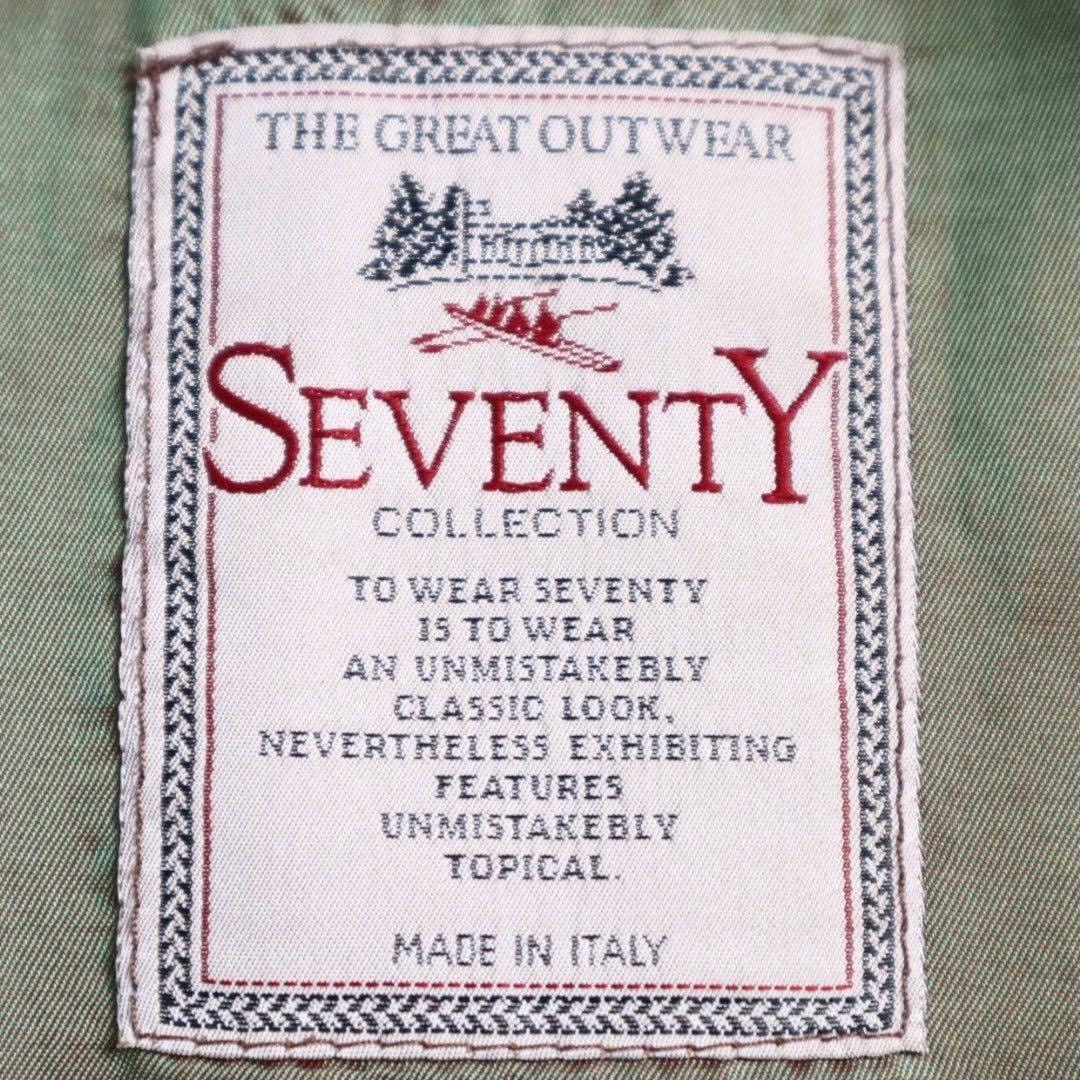 THE GREAT OUTWEAR
SEVENTY
COLLECTION
TO WEAR SEVENTY
IS TO WEAR
AN UNMISTAKEBLY
CLASSIC LOOK,
NEVERTHELESS EXHIBITING
FEATURES
UNMISTAKEBLY
TOPICAL.
MADE IN ITALY